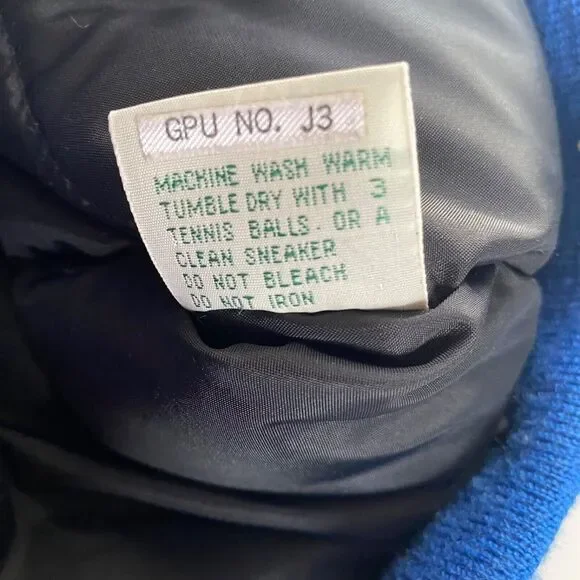 GPU NO. J3
MACHINE WASH WARM
TUMBLE DRY WITH 3
TENNIS BALLS. OR A
CLEAN SNEAKER
DO NOT BLEACH
DO NOT IRON